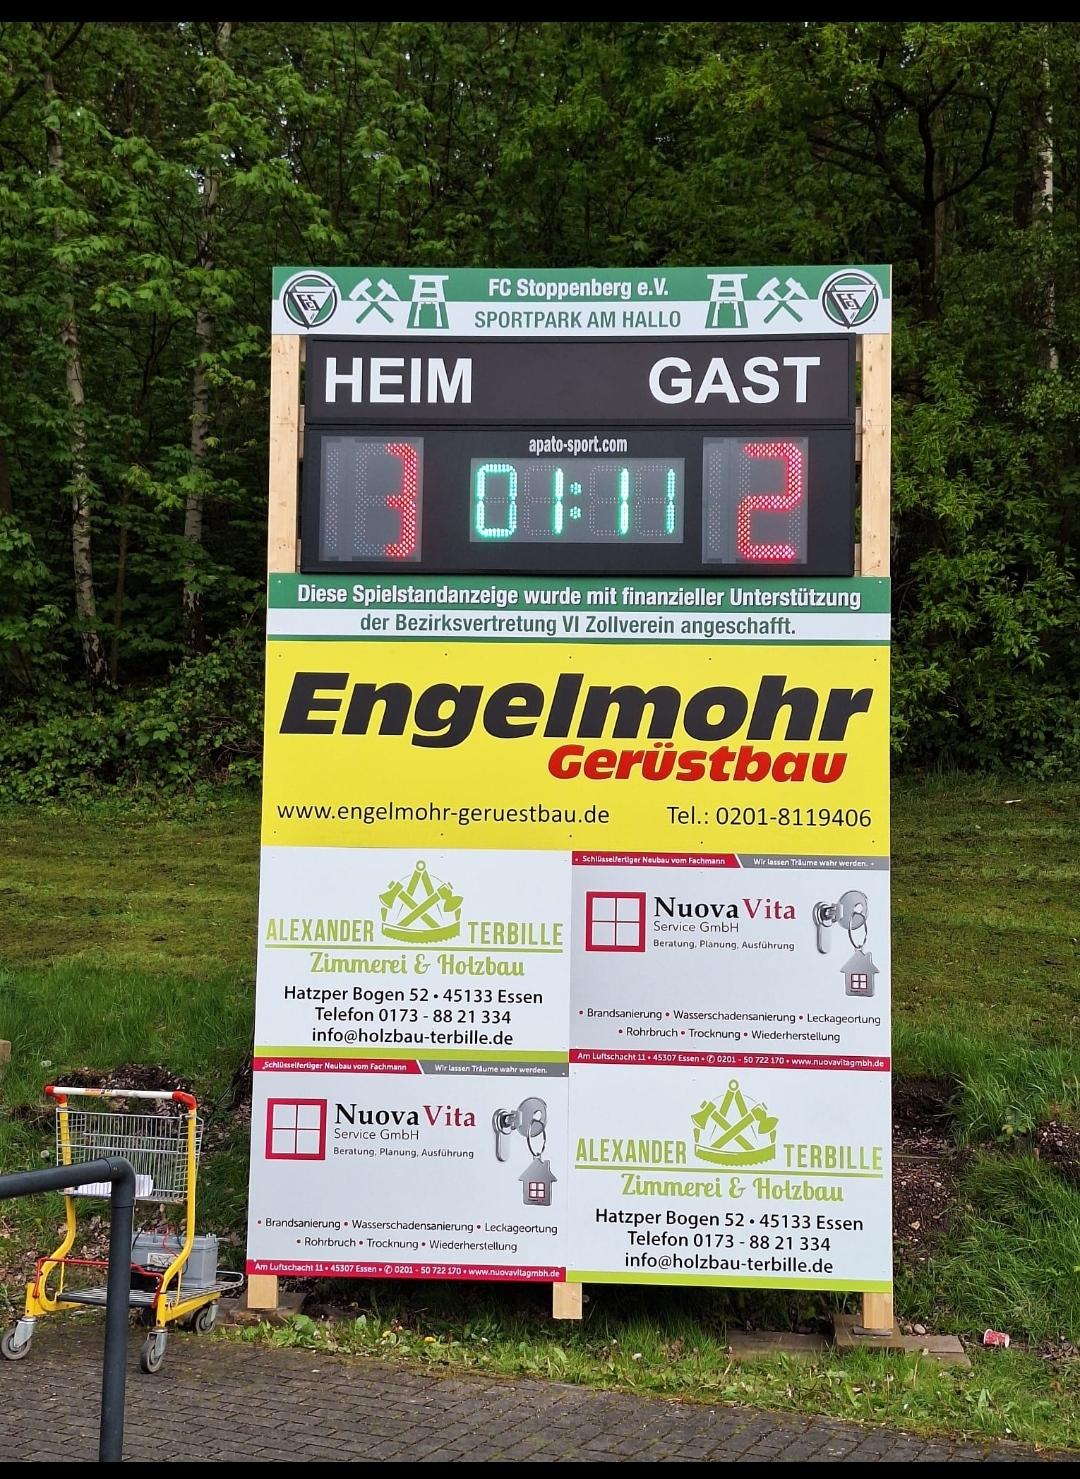 FC Stoppenberg e.V.
SPORTPARK AM HALLO
HEIM GAST
apato-sport.com
3 01:11 2
Diese Spielstandanzeige wurde mit finanzieller Unterstützung
der Bezirksvertretung VI Zollverein angeschafft.
Engelmohr
Gerüstbau
www.engelmohr-geruestbau.de Tel.: 0201-8119406
ALEXANDER TERBILLE
Zimmerei & Holzbau
Hatzper Bogen 52 • 45133 Essen
Telefon 0173 - 88 21 334
info@holzbau-terbille.de
• Schlüsselfertiger Neubau vom Fachmann Wir lassen Träume wahr werden. •
NuovaVita
Service GmbH
Beratung, Planung, Ausführung
• Brandsanierung • Wasserschadensanierung • Leckageortung
• Rohrbruch • Trocknung • Wiederherstellung
Am Luftschacht 11 • 45307 Essen • ✆ 0201 - 50 722 170 • www.nuovavitagmbh.de
Schlüsselfertiger Neubau vom Fachmann Wir lassen Träume wahr werden.
NuovaVita
Service GmbH
Beratung, Planung, Ausführung
• Brandsanierung • Wasserschadensanierung • Leckageortung
• Rohrbruch • Trocknung • Wiederherstellung
Am Luftschacht 11 • 45307 Essen • ✆ 0201 - 50 722 170 • www.nuovavitagmbh.de
ALEXANDER TERBILLE
Zimmerei & Holzbau
Hatzper Bogen 52 • 45133 Essen
Telefon 0173 - 88 21 334
info@holzbau-terbille.de